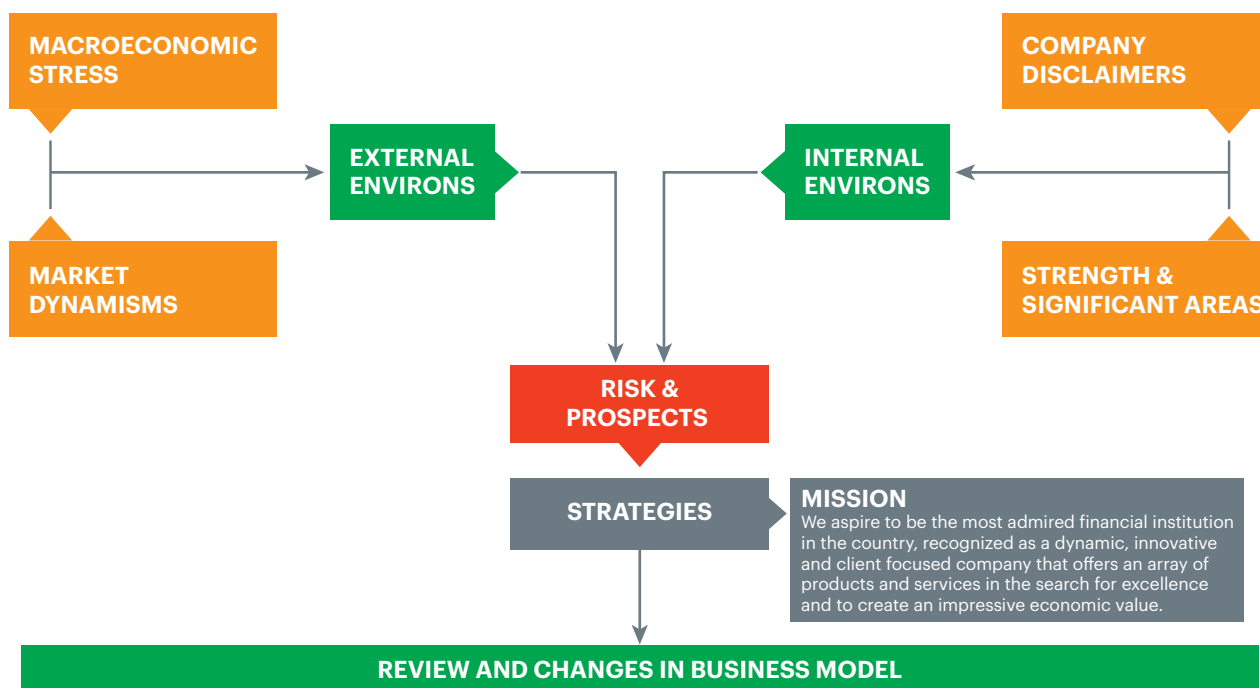 MACROECONOMIC
STRESS
COMPANY
DISCLAIMERS
EXTERNAL
ENVIRONS
INTERNAL
ENVIRONS
MARKET
DYNAMISMS
STRENGTH &
SIGNIFICANT AREAS
RISK &
PROSPECTS
STRATEGIES
MISSION
We aspire to be the most admired financial institution
in the country, recognized as a dynamic, innovative
and client focused company that offers an array of
products and services in the search for excellence
and to create an impressive economic value.
REVIEW AND CHANGES IN BUSINESS MODEL